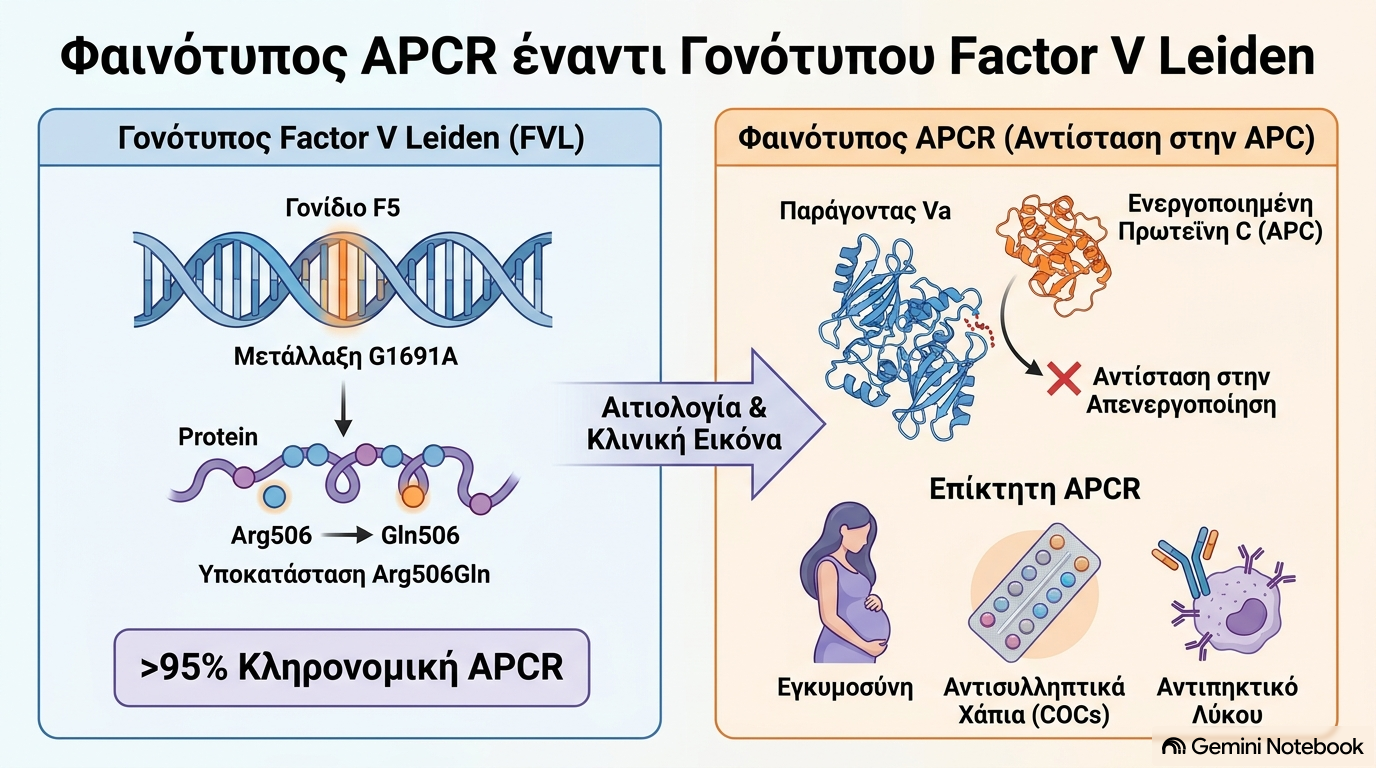 Φαινότυπος APCR έναντι Γονότυπου Factor V Leiden
Γονότυπος Factor V Leiden (FVL)
Γονίδιο F5
Μετάλλαξη G1691A
Protein
Arg506
Gln506
Υποκατάσταση Arg506Gln
>95% Κληρονομική APCR
Αιτιολογία &
Κλινική Εικόνα
Φαινότυπος APCR (Αντίσταση στην APC)
Παράγοντας Va
Ενεργοποιημένη
Πρωτεΐνη C (APC)
Αντίσταση στην
Απενεργοποίηση
Επίκτητη APCR
Εγκυμοσύνη
Αντισυλληπτικά
Χάπια (COCs)
Αντιπηκτικό
Λύκου
Gemini Notebook